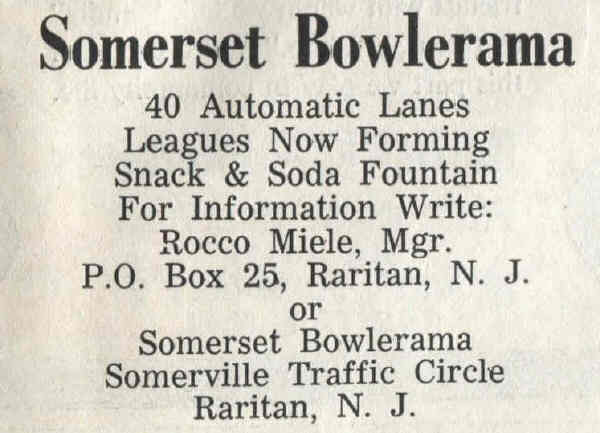 Somerset Bowlerama
40 Automatic Lanes
Leagues Now Forming
Snack & Soda Fountain
For Information Write:
Rocco Miele, Mgr.
P.O. Box 25, Raritan, N. J.
or
Somerset Bowlerama
Somerville Traffic Circle
Raritan, N. J.